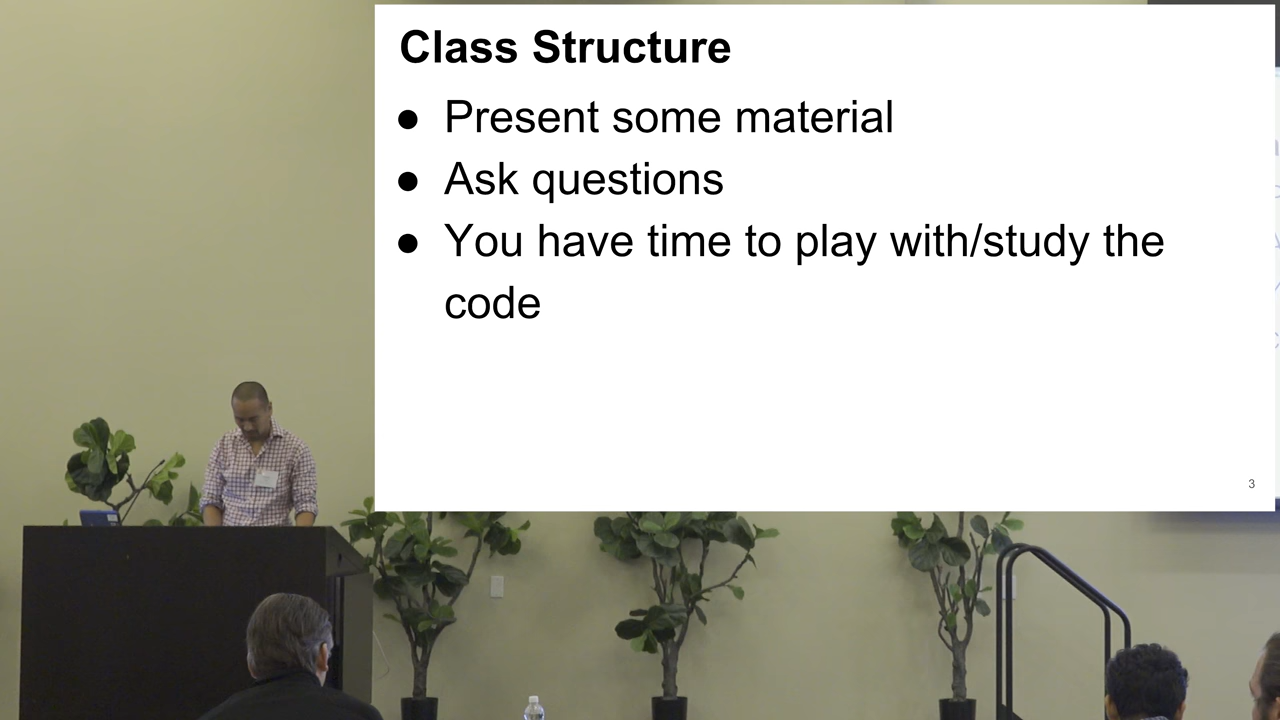 Class Structure
● Present some material
● Ask questions
● You have time to play with/study the
code
3